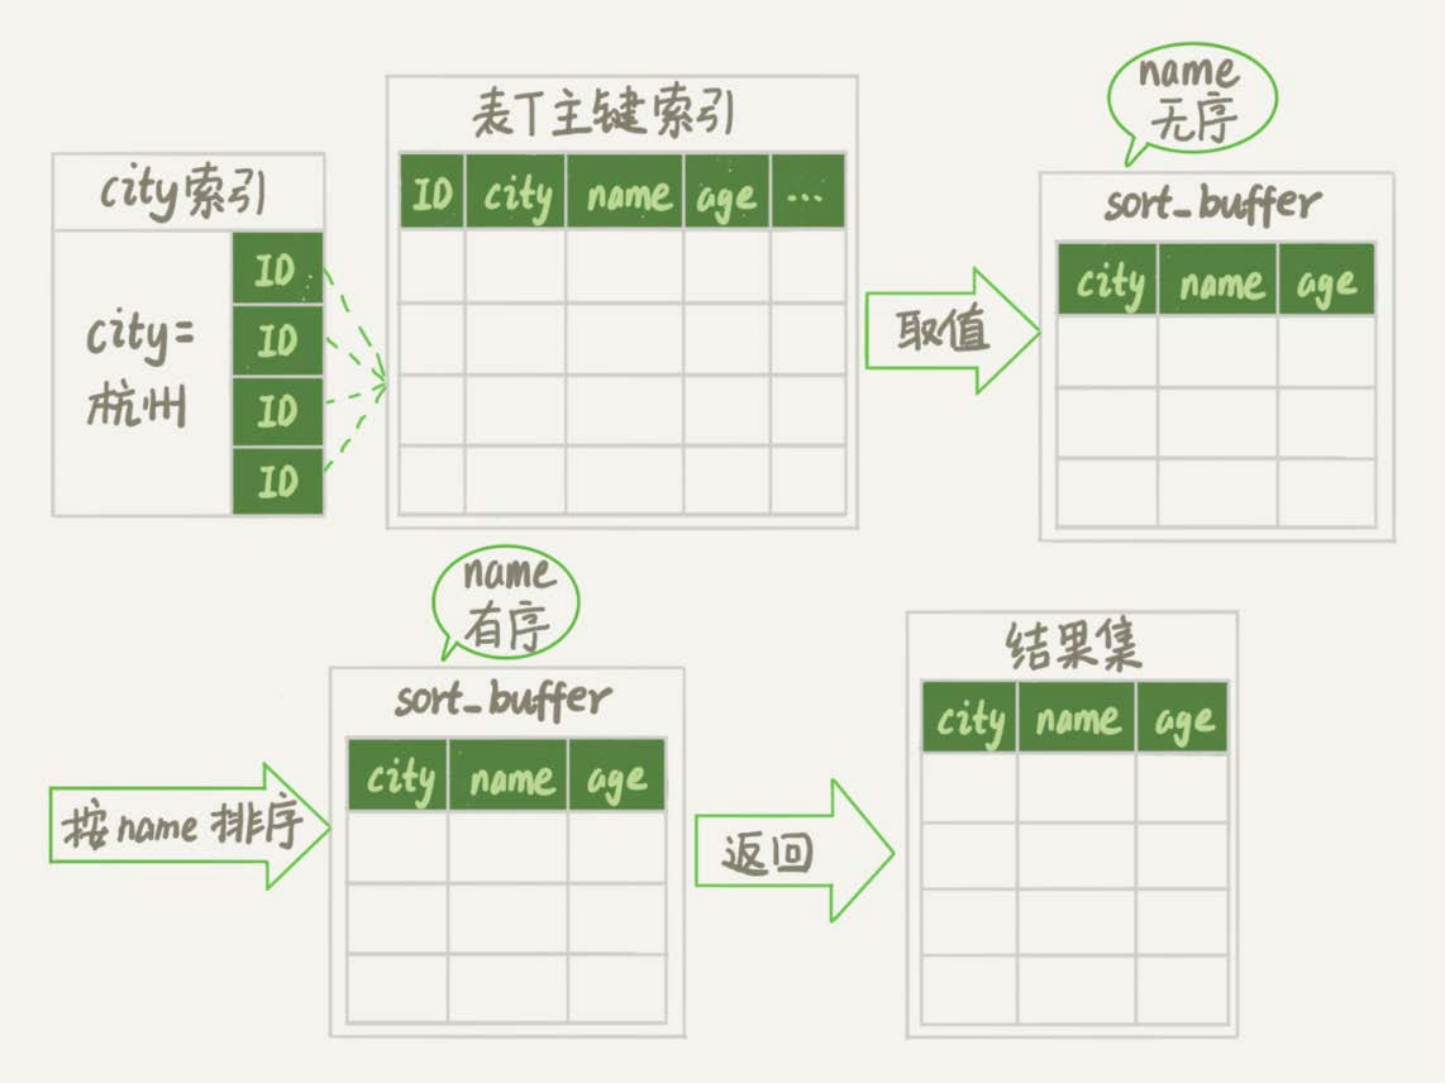 city索引
city=
杭州
ID
ID
ID
ID
表T主键索引
ID city name age ...
取值
name
无序
sort_buffer
city name age
按name排序
name
有序
sort_buffer
city name age
返回
结果集
city name age